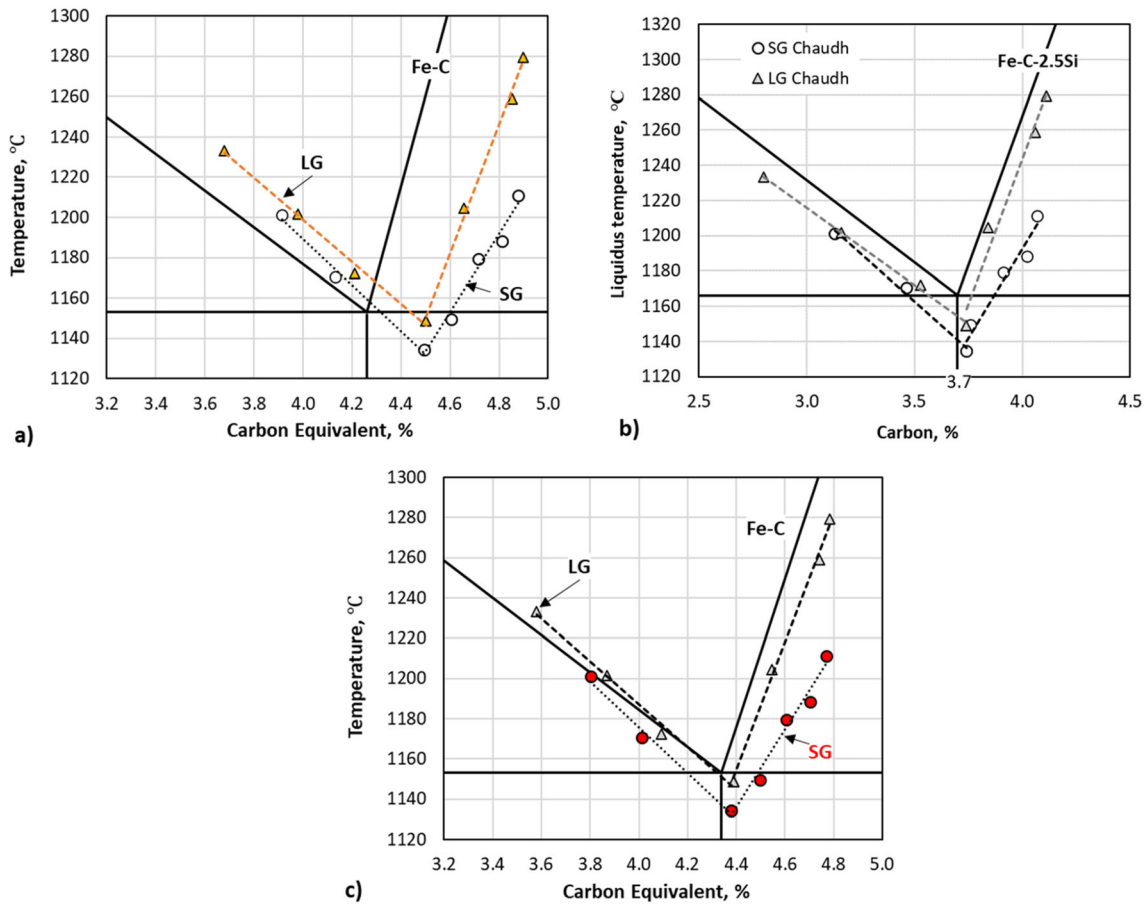 1300
1280
1260
1240
1220
1200
1180
1160
1140
1120
Temperature, °C
Fe-C
LG
SG
3.2 3.4 3.6 3.8 4.0 4.2 4.4 4.6 4.8 5.0
Carbon Equivalent, %
a)
1320
1300
1280
1260
1240
1220
1200
1180
1160
1140
1120
Liquidus temperature, °C
SG Chaudh
LG Chaudh
Fe-C-2.5Si
3.7
2.5 3.0 3.5 4.0 4.5
Carbon, %
b)
1300
1280
1260
1240
1220
1200
1180
1160
1140
1120
Temperature, °C
Fe-C
LG
SG
3.2 3.4 3.6 3.8 4.0 4.2 4.4 4.6 4.8 5.0
Carbon Equivalent, %
c)